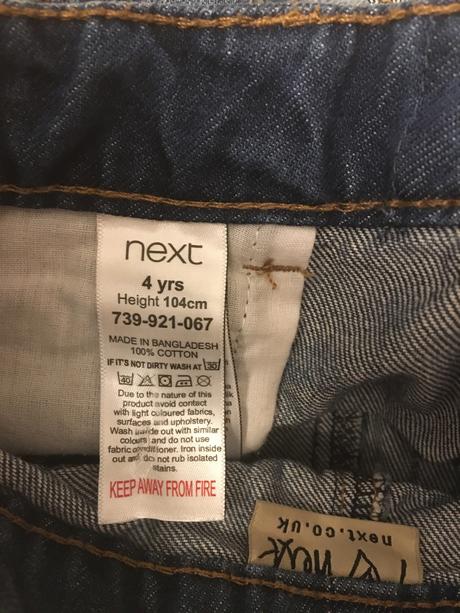 next
4 yrs
Height 104cm
739-921-067
MADE IN BANGLADESH
100% COTTON
IF IT'S NOT DIRTY WASH AT 30
40
Due to the nature of this
product avoid contact
with light coloured fabrics,
surfaces and upholstery.
Wash inside out with similar
colours and do not use
fabric conditioner. Iron inside
out and do not rub isolated
stains.
KEEP AWAY FROM FIRE
next.co.uk
next